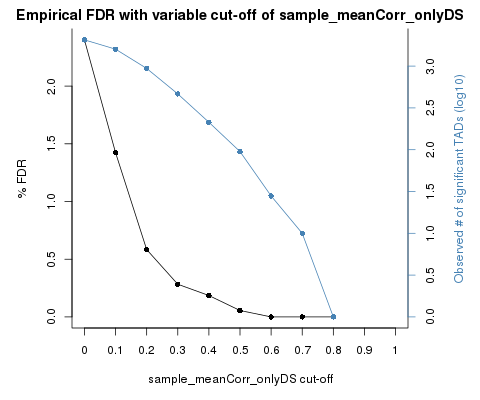 Empirical FDR with variable cut-off of sample_meanCorr_onlyDS
% FDR
2.0
1.5
1.0
0.5
0.0
3.0
2.5
2.0
1.5
1.0
0.5
0.0
Observed # of significant TADs (log10)
0 0.1 0.2 0.3 0.4 0.5 0.6 0.7 0.8 0.9 1
sample_meanCorr_onlyDS cut-off